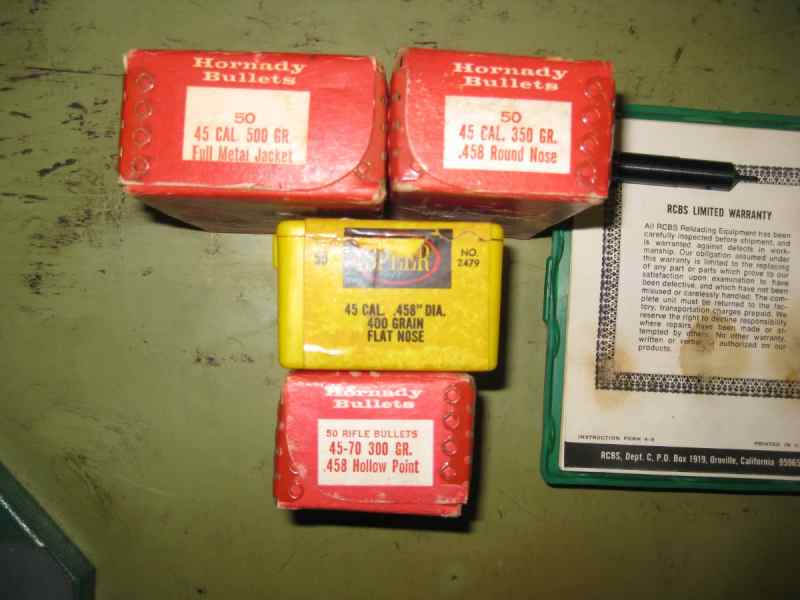 Hornady
Bullets
50
45 CAL. 500 GR.
Full Metal Jacket
Hornady
Bullets
50
45 CAL. 350 GR.
.458 Round Nose
50
SPEER
NO.
2479
45 CAL. .458" DIA.
400 GRAIN
FLAT NOSE
Hornady
Bullets
50 RIFLE BULLETS
45-70 300 GR.
.458 Hollow Point
RCBS LIMITED WARRANTY
All RCBS Reloading Equipment has been
carefully inspected before shipment, and
is warranted against defects in work-
manship. Our obligation assumed under
this warranty is limited to the replacing
of any part or parts which prove to our
satisfaction upon examination to have
been defective, and which have not been
misused or carelessly handled. The com-
plete unit must be returned to the fac-
tory, transportation charges prepaid. We
reserve the right to decline responsibility
where repairs have been made or at-
tempted by others. No other warranty,
written or verbal authorized on our
products.
INSTRUCTION FORM
PRINTED IN
RCBS, Dept. C, P.O. Box 1919, Oroville, California 95965